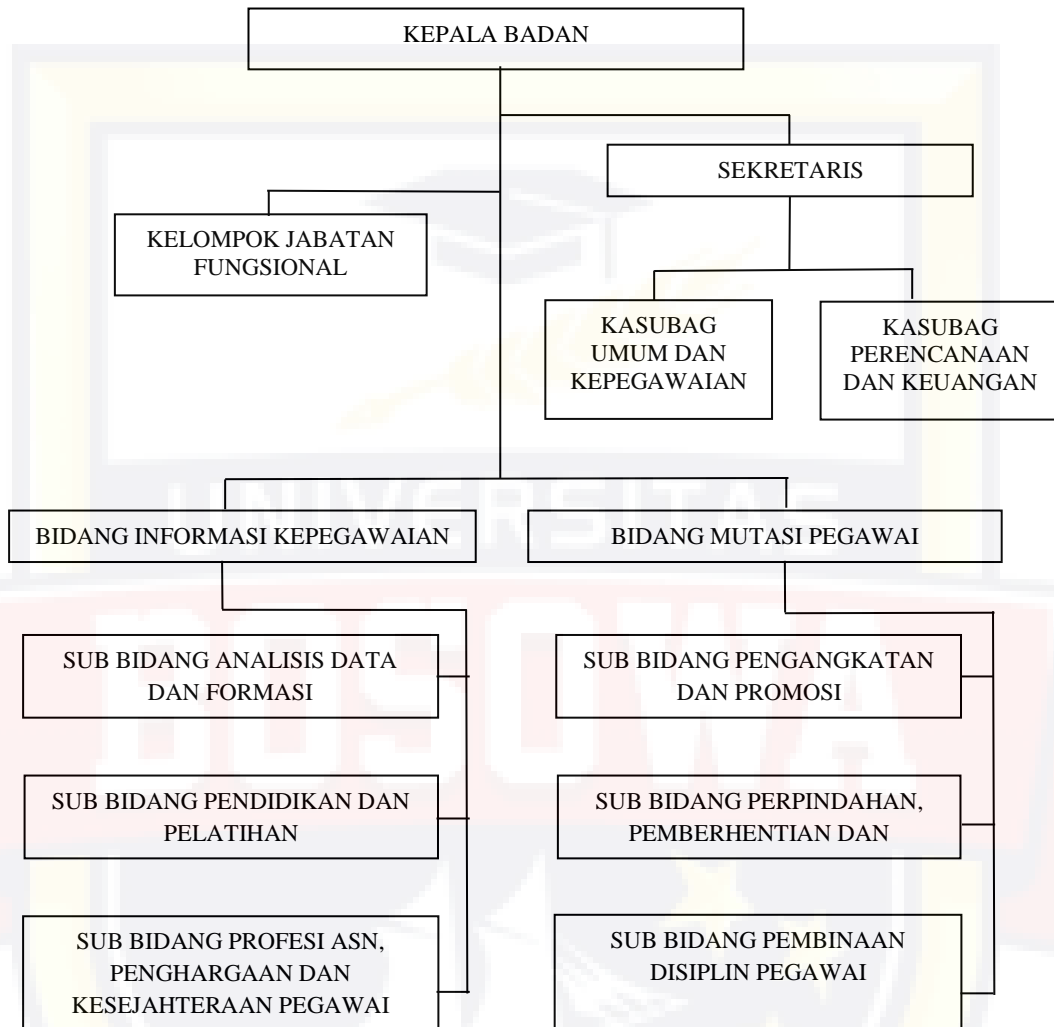 KEPALA BADAN
SEKRETARIS
KELOMPOK JABATAN
FUNGSIONAL
KASUBAG
UMUM DAN
KEPEGAWAIAN
KASUBAG
PERENCANAAN
DAN KEUANGAN
UNIVERSITAS
BIDANG INFORMASI KEPEGAWAIAN
BIDANG MUTASI PEGAWAI
BOSOWA
SUB BIDANG ANALISIS DATA
DAN FORMASI
SUB BIDANG PENGANGKATAN
DAN PROMOSI
SUB BIDANG PENDIDIKAN DAN
PELATIHAN
SUB BIDANG PERPINDAHAN,
PEMBERHENTIAN DAN
SUB BIDANG PROFESI ASN,
PENGHARGAAN DAN
KESEJAHTERAAN PEGAWAI
SUB BIDANG PEMBINAAN
DISIPLIN PEGAWAI